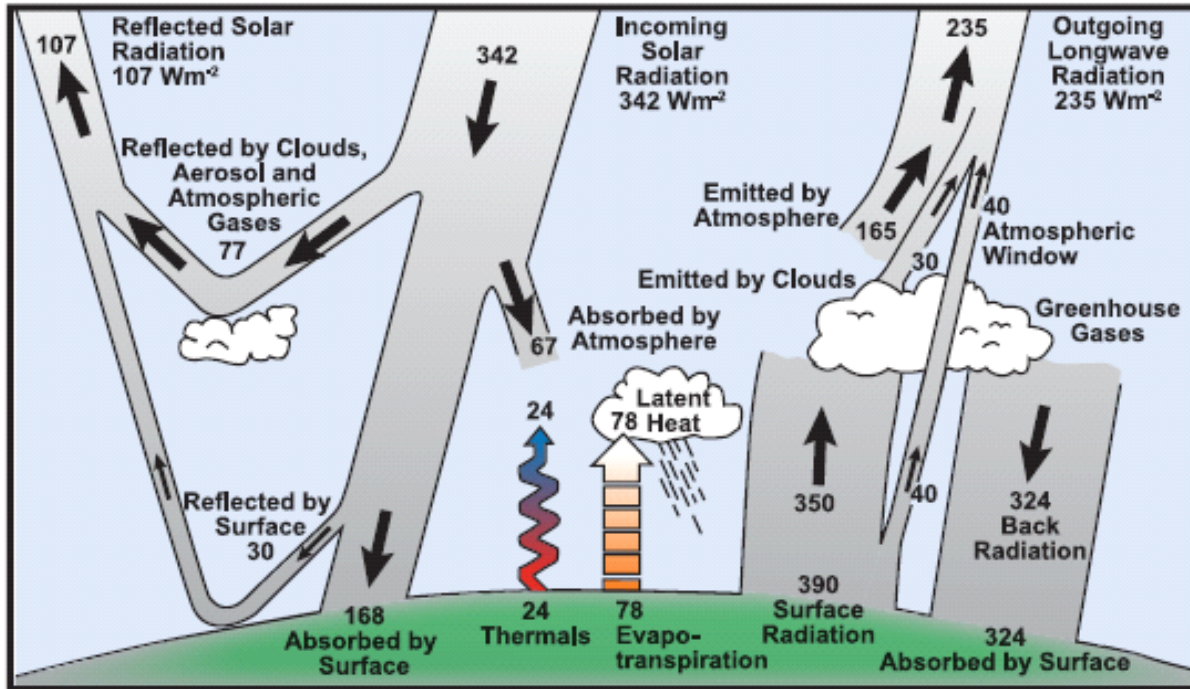 107
Reflected Solar
Radiation
107 Wm⁻²
342
Incoming
Solar
Radiation
342 Wm⁻²
235
Outgoing
Longwave
Radiation
235 Wm⁻²
Reflected by Clouds,
Aerosol and
Atmospheric
Gases
77
Emitted by
Atmosphere
165
40
Atmospheric
Window
30
Emitted by Clouds
Greenhouse
Gases
Absorbed by
Atmosphere
67
24
Latent
Heat
78
Reflected by
Surface
30
350
40
324
Back
Radiation
168
Absorbed by
Surface
24
Thermals
78
Evapo-
transpiration
390
Surface
Radiation
324
Absorbed by Surface